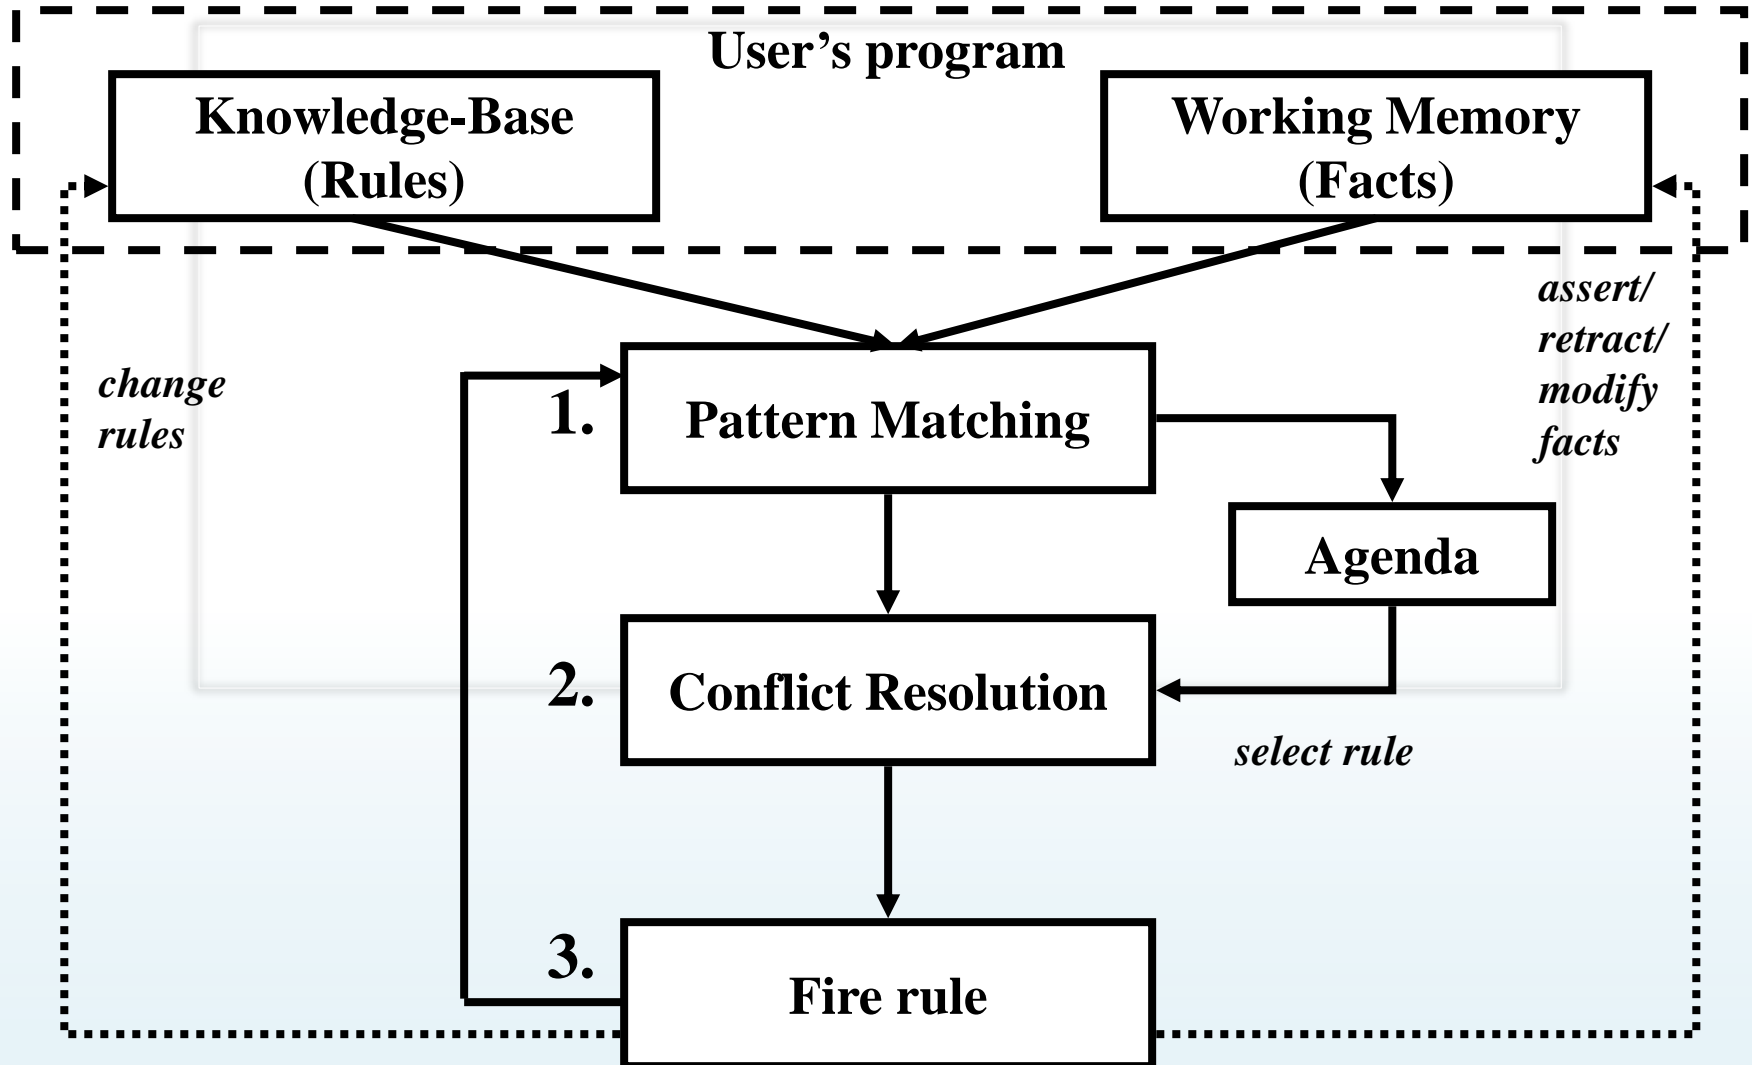 User’s program
Knowledge-Base
(Rules)
Working Memory
(Facts)
assert/
retract/
modify
facts
change
rules
1.
Pattern Matching
Agenda
2.
Conflict Resolution
select rule
3.
Fire rule